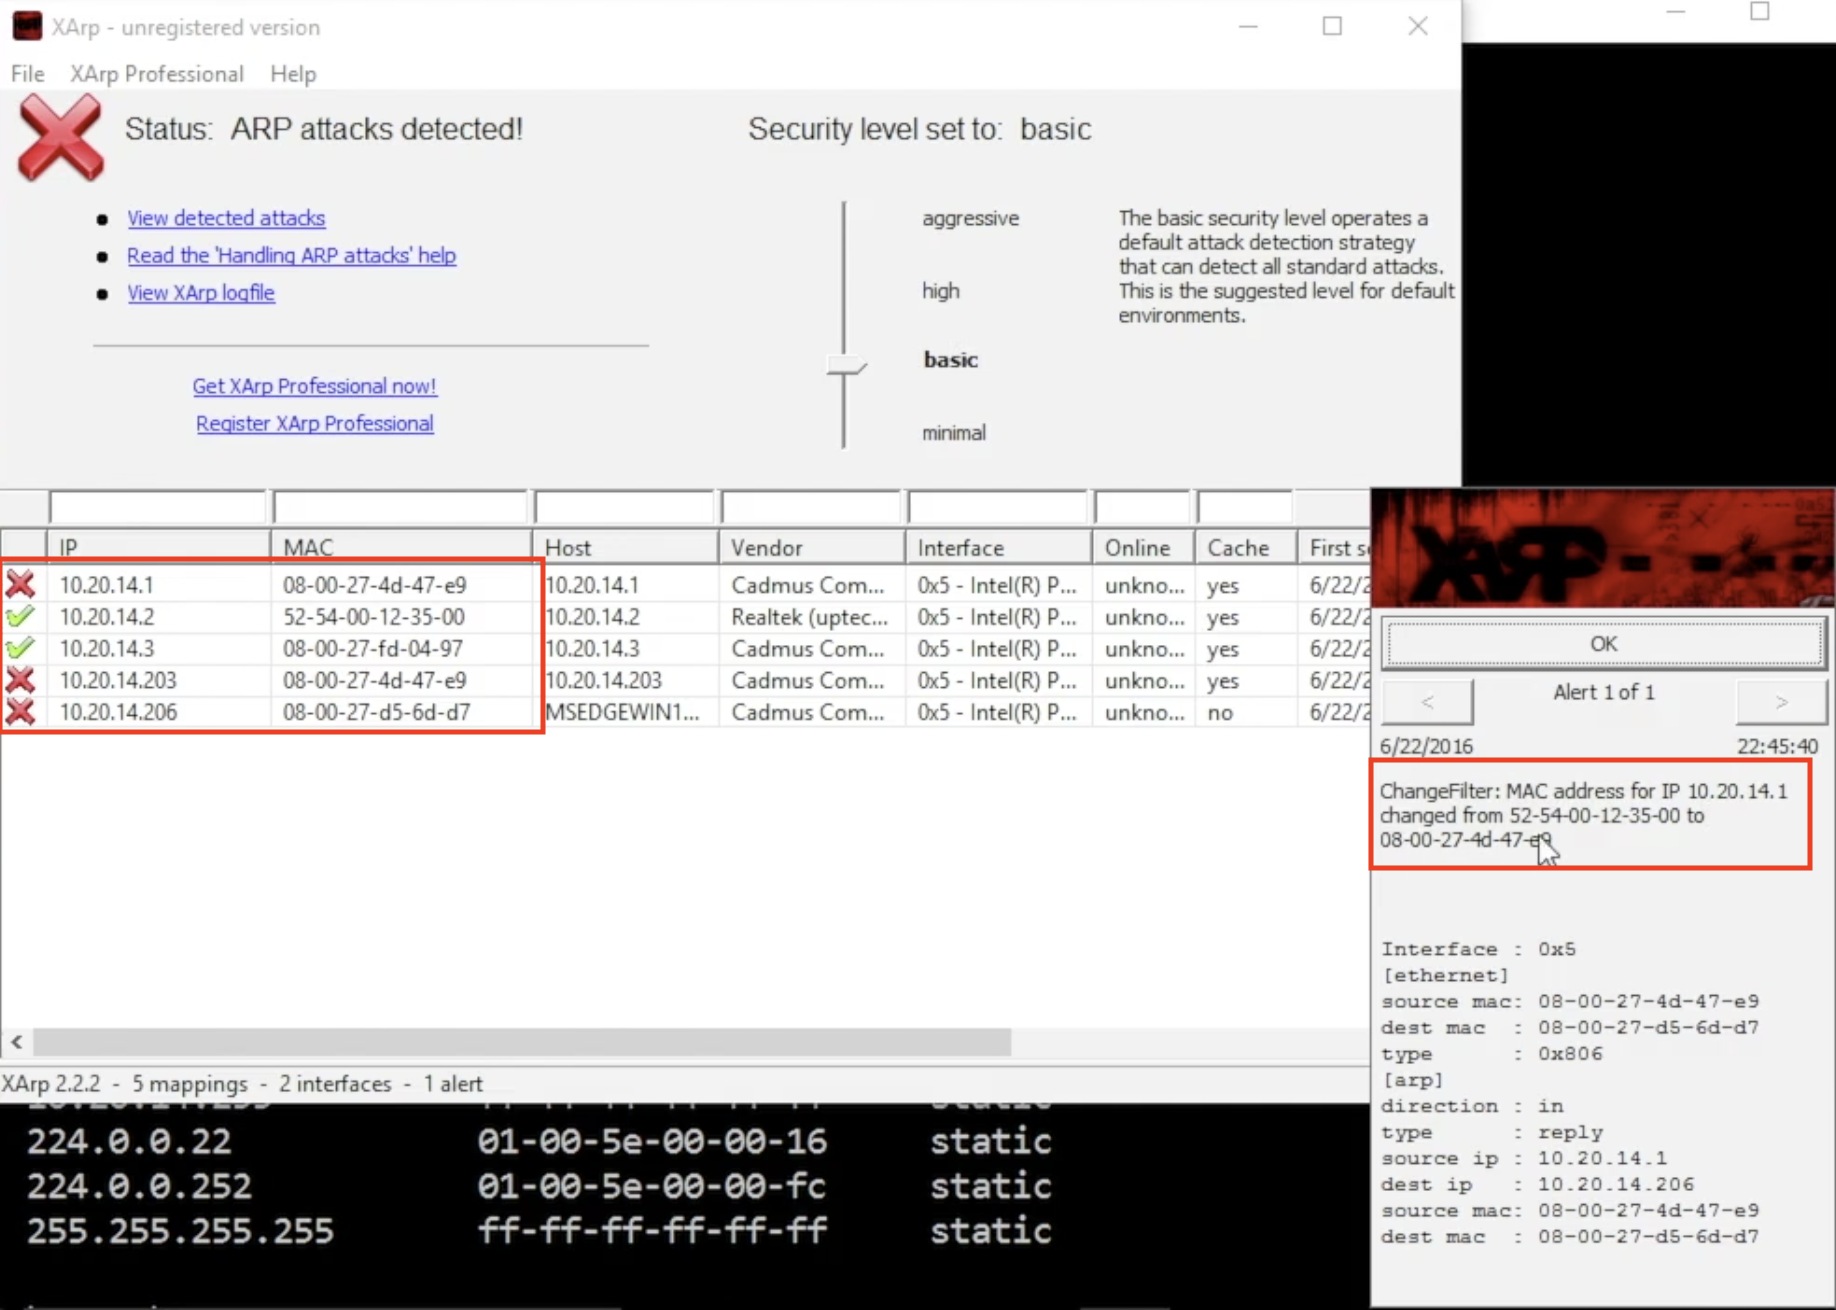 XArp - unregistered version
File XArp Professional Help
Status: ARP attacks detected!
Security level set to: basic
View detected attacks
Read the 'Handling ARP attacks' help
View XArp logfile
Get XArp Professional now!
Register XArp Professional
aggressive
high
basic
minimal
The basic security level operates a
default attack detection strategy
that can detect all standard attacks.
This is the suggested level for default
environments.
IP MAC Host Vendor Interface Online Cache First s
10.20.14.1 08-00-27-4d-47-e9 10.20.14.1 Cadmus Com... 0x5 - Intel(R) P... unkno... yes 6/22/2
10.20.14.2 52-54-00-12-35-00 10.20.14.2 Realtek (uptec... 0x5 - Intel(R) P... unkno... yes 6/22/2
10.20.14.3 08-00-27-fd-04-97 10.20.14.3 Cadmus Com... 0x5 - Intel(R) P... unkno... yes 6/22/2
10.20.14.203 08-00-27-4d-47-e9 10.20.14.203 Cadmus Com... 0x5 - Intel(R) P... unkno... yes 6/22/2
10.20.14.206 08-00-27-d5-6d-d7 MSEDGEWIN1... Cadmus Com... 0x5 - Intel(R) P... unkno... no 6/22/2
XArp 2.2.2 - 5 mappings - 2 interfaces - 1 alert
XARP
OK
< Alert 1 of 1 >
6/22/2016 22:45:40
ChangeFilter: MAC address for IP 10.20.14.1
changed from 52-54-00-12-35-00 to
08-00-27-4d-47-e9
Interface : 0x5
[ethernet]
source mac: 08-00-27-4d-47-e9
dest mac : 08-00-27-d5-6d-d7
type : 0x806
[arp]
direction : in
type : reply
source ip : 10.20.14.1
dest ip : 10.20.14.206
source mac: 08-00-27-4d-47-e9
dest mac : 08-00-27-d5-6d-d7
224.0.0.22 01-00-5e-00-00-16 static
224.0.0.252 01-00-5e-00-00-fc static
255.255.255.255 ff-ff-ff-ff-ff-ff static